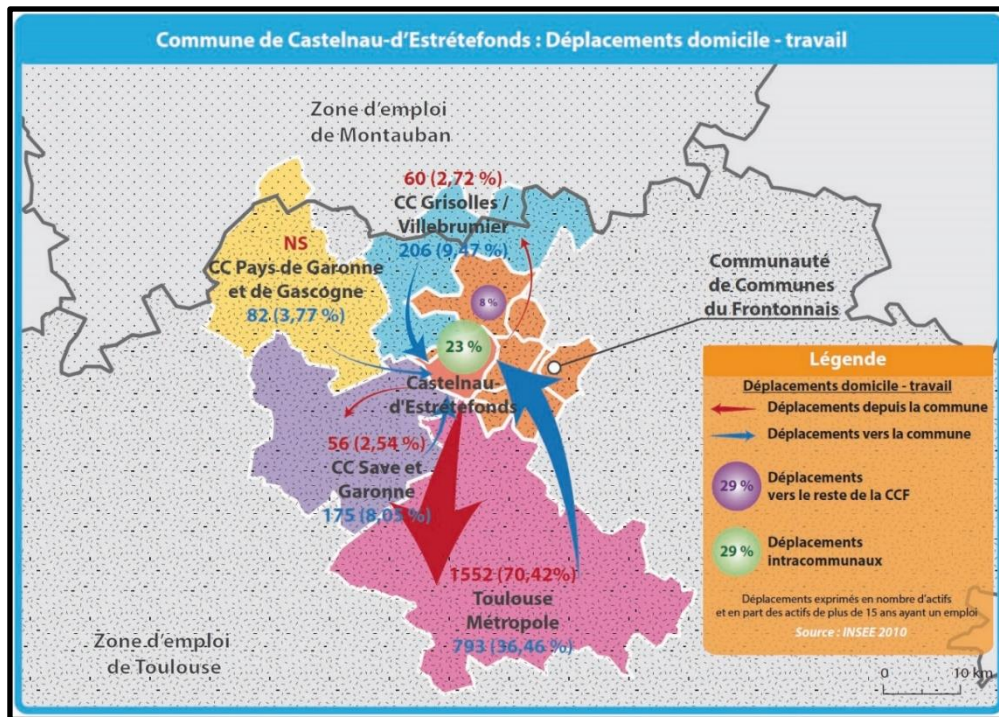 Commune de Castelnau-d'Estrétefonds : Déplacements domicile - travail
Zone d'emploi
de Montauban
60 (2,72 %)
CC Grisolles /
Villebrumier
206 (9,47 %)
NS
CC Pays de Garonne
et de Gascogne
82 (3,77 %)
8 %
Communauté
de Communes
du Frontonnais
23 %
Castelnau-
d'Estrétefonds
56 (2,54 %)
CC Save et
Garonne
175 (8,03 %)
1552 (70,42%)
Toulouse
Métropole
793 (36,46 %)
Zone d'emploi
de Toulouse
Légende
Déplacements domicile - travail
Déplacements depuis la commune
Déplacements vers la commune
29 %
Déplacements
vers le reste de la CCF
29 %
Déplacements
intracommunaux
Déplacements exprimés en nombre d'actifs
et en part des actifs de plus de 15 ans ayant un emploi
Source : INSEE 2010
0 10 km